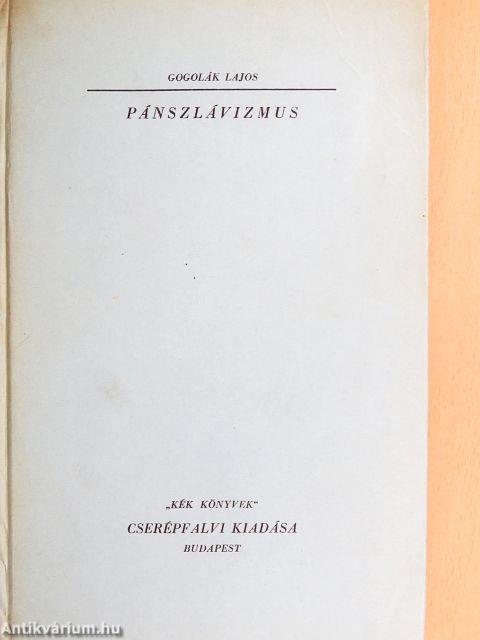 GOGOLÁK LAJOS
PÁNSZLÁVIZMUS
„KÉK KÖNYVEK“
CSERÉPFALVI KIADÁSA
BUDAPEST
Antikvárium.hu